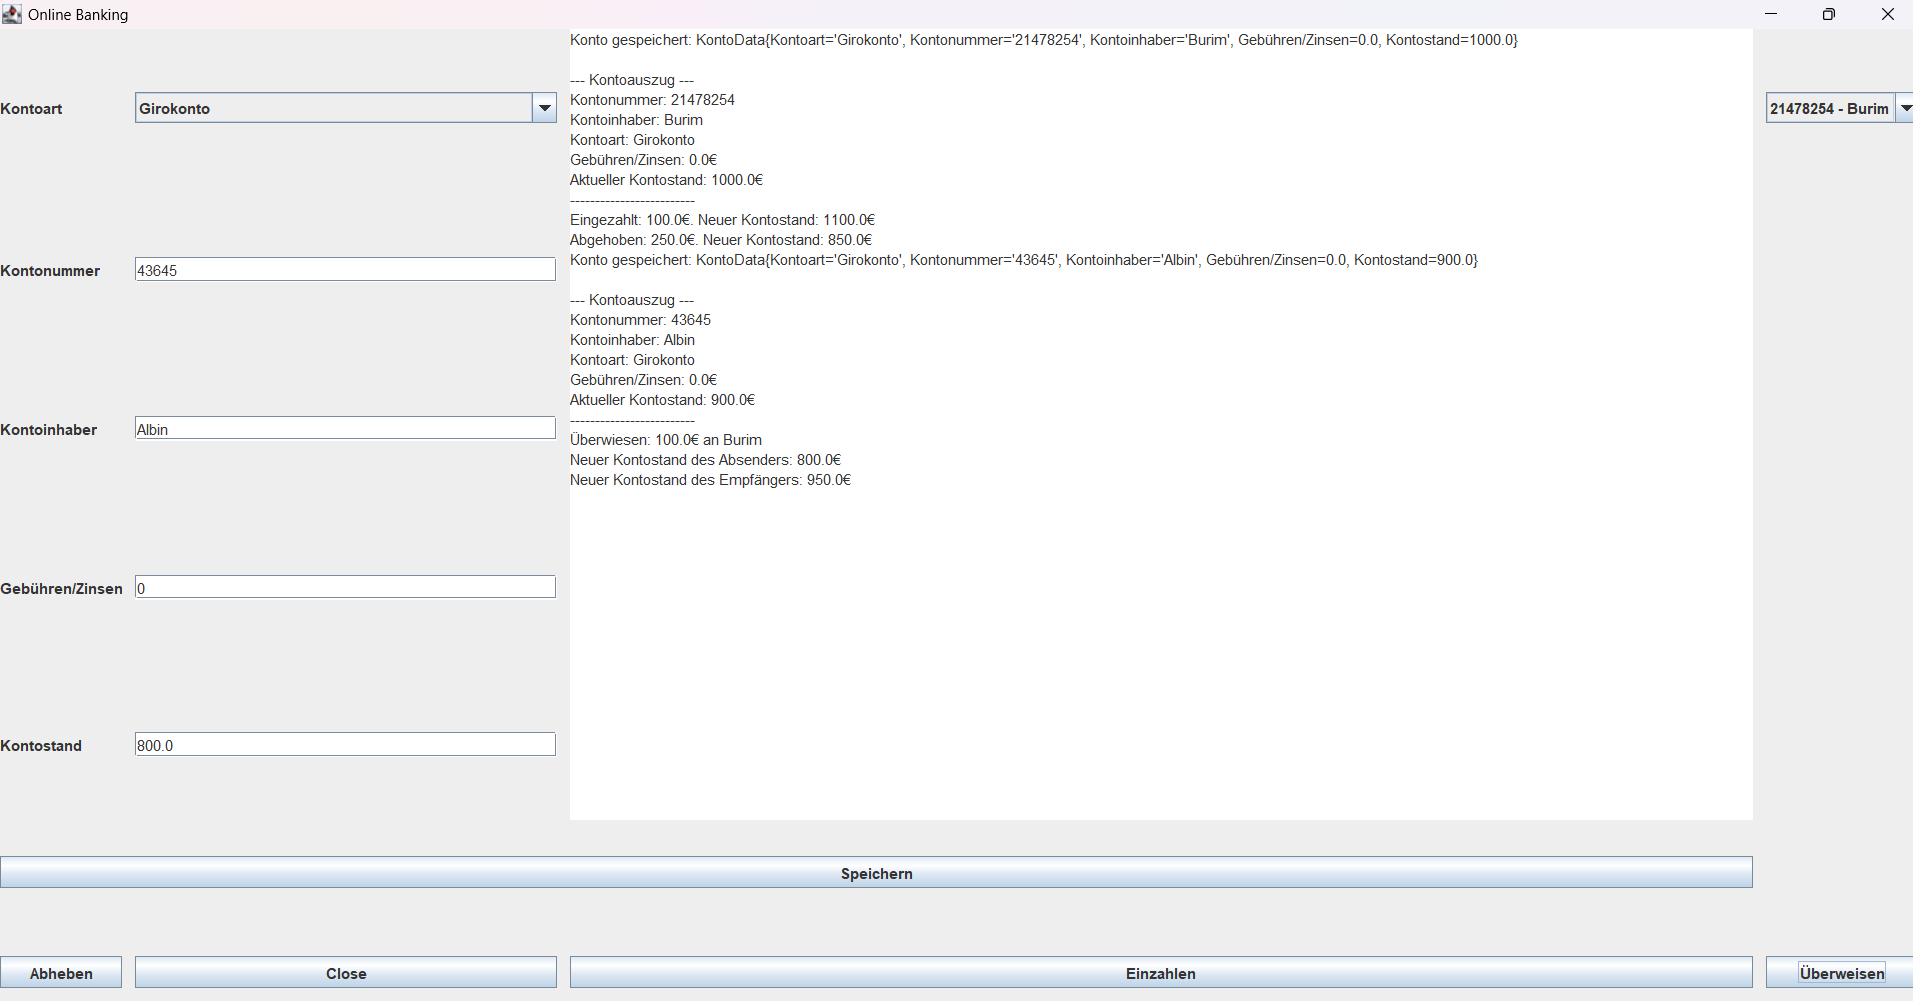 Online Banking
Kontoart
Girokonto
Kontonummer
43645
Kontoinhaber
Albin
Gebühren/Zinsen
0
Kontostand
800.0
Konto gespeichert: KontoData{Kontoart='Girokonto', Kontonummer='21478254', Kontoinhaber='Burim', Gebühren/Zinsen=0.0, Kontostand=1000.0}
--- Kontoauszug ---
Kontonummer: 21478254
Kontoinhaber: Burim
Kontoart: Girokonto
Gebühren/Zinsen: 0.0€
Aktueller Kontostand: 1000.0€
-------------------------
Eingezahlt: 100.0€. Neuer Kontostand: 1100.0€
Abgehoben: 250.0€. Neuer Kontostand: 850.0€
Konto gespeichert: KontoData{Kontoart='Girokonto', Kontonummer='43645', Kontoinhaber='Albin', Gebühren/Zinsen=0.0, Kontostand=900.0}
--- Kontoauszug ---
Kontonummer: 43645
Kontoinhaber: Albin
Kontoart: Girokonto
Gebühren/Zinsen: 0.0€
Aktueller Kontostand: 900.0€
-------------------------
Überwiesen: 100.0€ an Burim
Neuer Kontostand des Absenders: 800.0€
Neuer Kontostand des Empfängers: 950.0€
21478254 - Burim
Speichern
Abheben
Close
Einzahlen
Überweisen